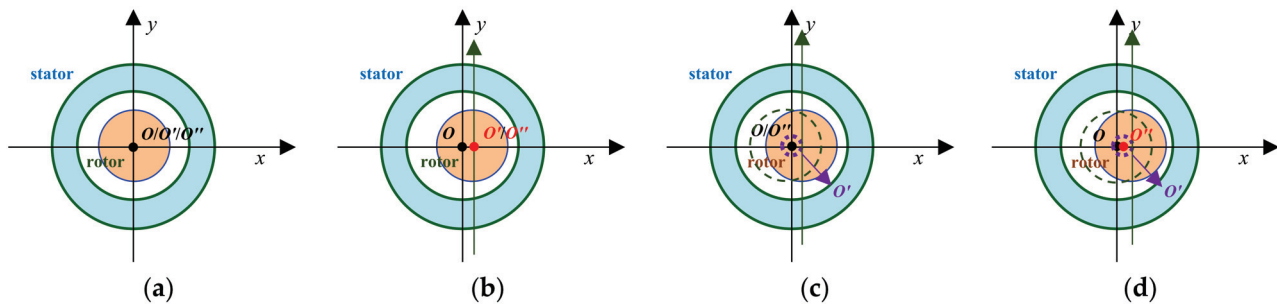 y
stator
O/O'/O''
rotor
x
(a)
y
stator
O
O'/O''
rotor
x
(b)
y
stator
O/O''
rotor
O'
x
(c)
y
stator
O
O''
rotor
O'
x
(d)